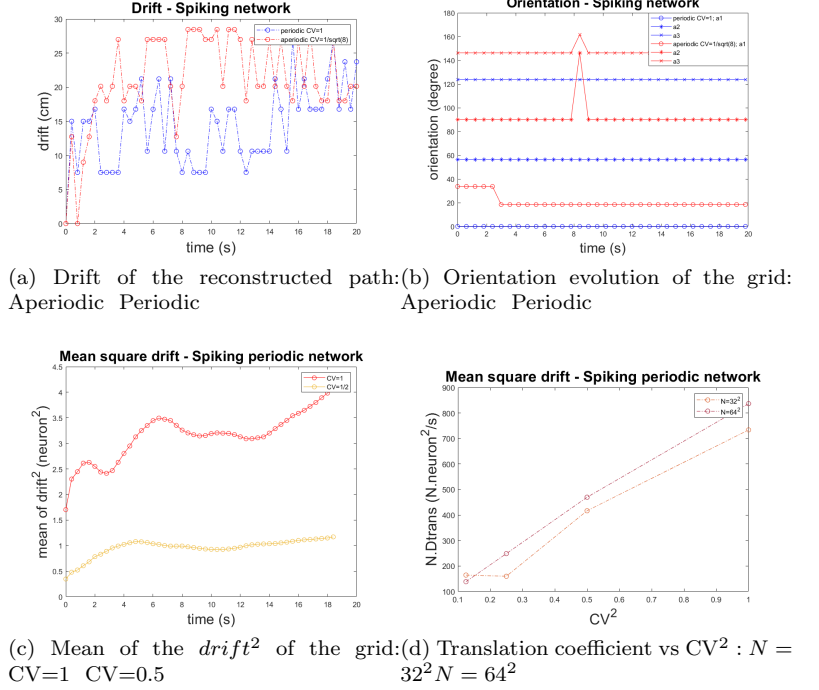 Drift - Spiking network
30
25
20
15
10
5
0
drift (cm)
0 2 4 6 8 10 12 14 16 18 20
time (s)
periodic CV=1
aperiodic CV=1/sqrt(8)
Orientation - Spiking network
180
160
140
120
100
80
60
40
20
0
orientation (degree)
0 2 4 6 8 10 12 14 16 18 20
time (s)
periodic CV=1; a1
a2
a3
aperiodic CV=1/sqrt(8); a1
a2
a3
(a) Drift of the reconstructed path:
Aperiodic Periodic
(b) Orientation evolution of the grid:
Aperiodic Periodic
Mean square drift - Spiking periodic network
4.5
4
3.5
3
2.5
2
1.5
1
0.5
0
mean of drift² (neuron²)
0 2 4 6 8 10 12 14 16 18 20
time (s)
CV=1
CV=1/2
Mean square drift - Spiking periodic network
900
800
700
600
500
400
300
200
100
N.Dtrans (N.neuron²/s)
0.1 0.2 0.3 0.4 0.5 0.6 0.7 0.8 0.9 1
CV²
N=32²
N=64²
(c) Mean of the drift² of the grid:
CV=1 CV=0.5
(d) Translation coefficient vs CV² : N =
32²N = 64²